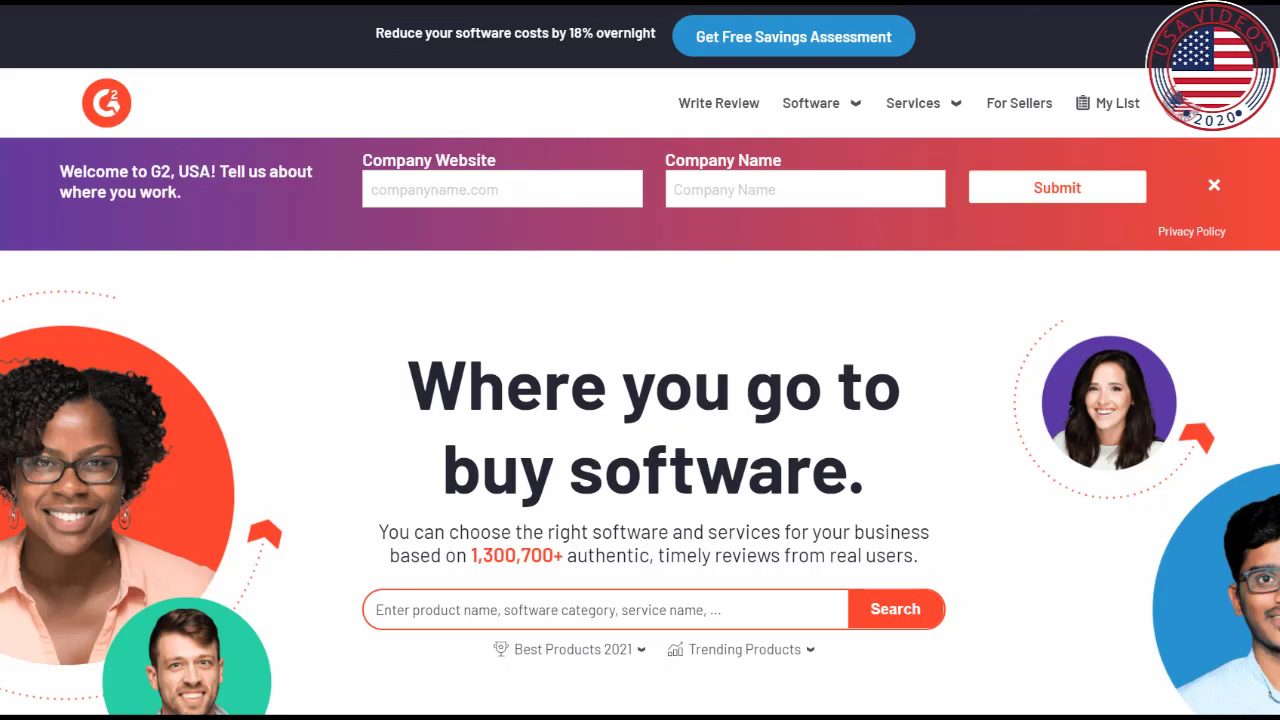 Reduce your software costs by 18% overnight
Get Free Savings Assessment
USA VIDEOS
2020
G2
Write Review
Software
Services
For Sellers
My List
Welcome to G2, USA! Tell us about
where you work.
Company Website
companyname.com
Company Name
Company Name
Submit
Privacy Policy
Where you go to
buy software.
You can choose the right software and services for your business
based on 1,300,700+ authentic, timely reviews from real users.
Enter product name, software category, service name, ...
Search
Best Products 2021
Trending Products